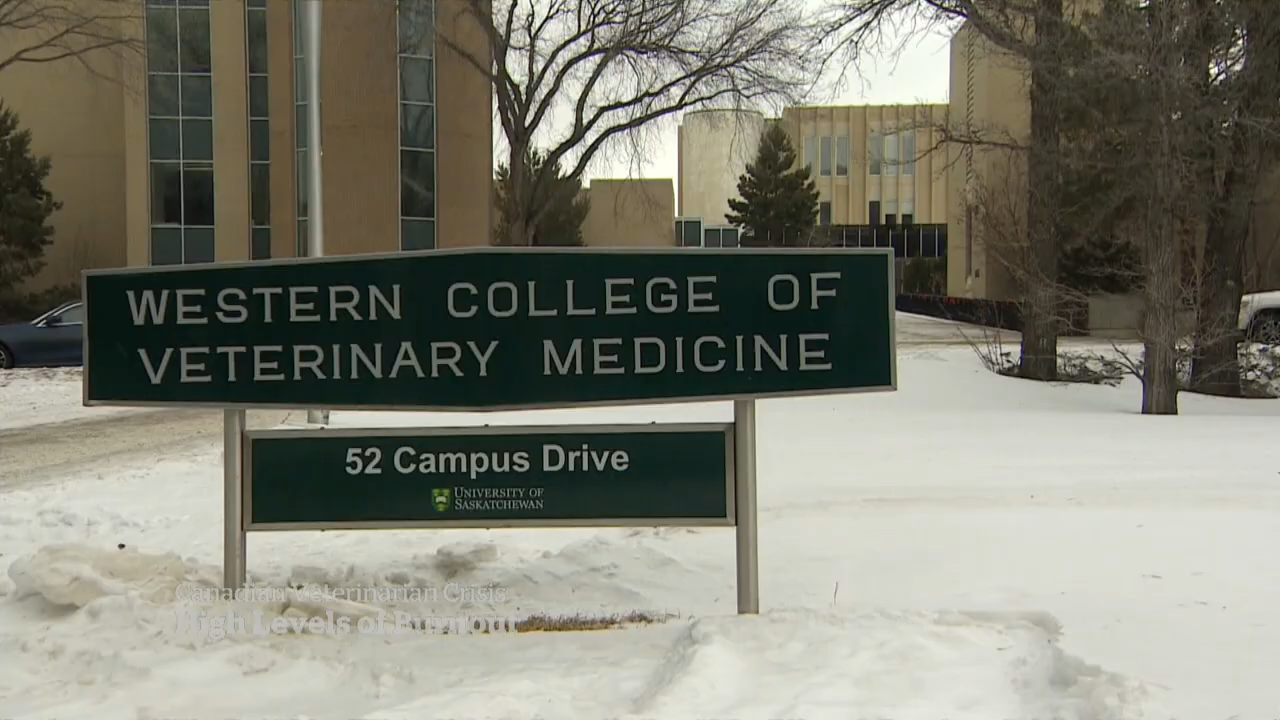 WESTERN COLLEGE OF
VETERINARY MEDICINE
52 Campus Drive
UNIVERSITY OF
SASKATCHEWAN
Canadian Veterinarian Crisis
High Levels of Burnout